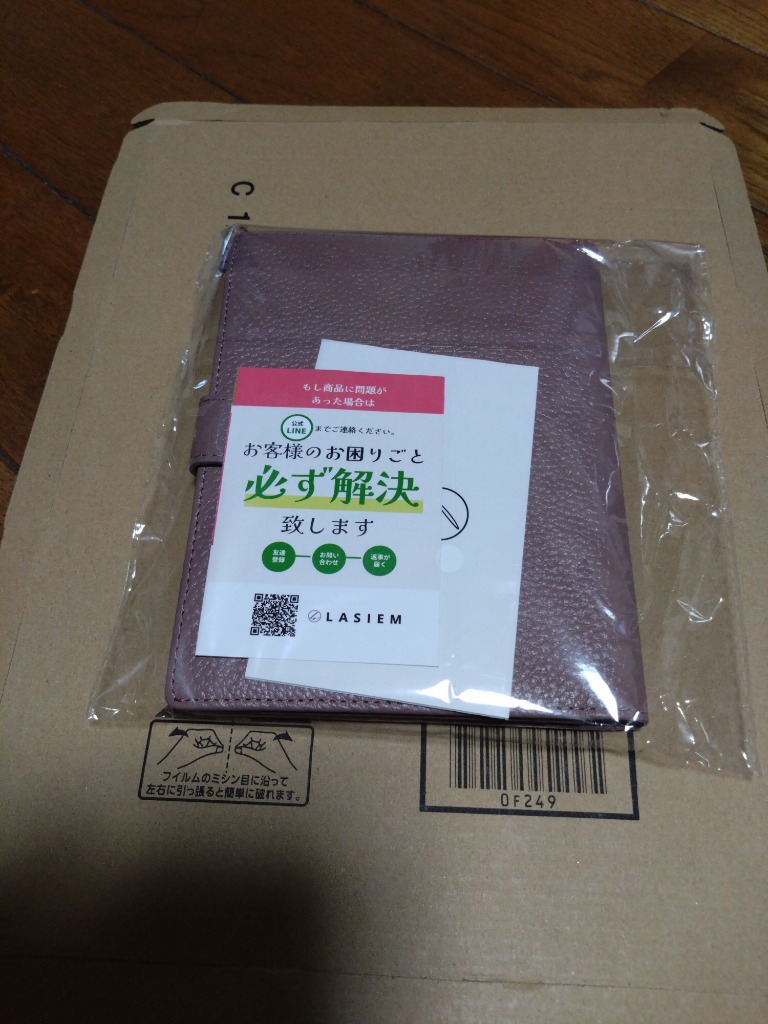 C 1
もし商品に問題が
あった場合は
公式
LINE
までご連絡ください。
お客様のお困りごと
必ず解決
致します
友達
登録
お問い
合わせ
返事が
届く
LASIEM
フイルムのミシン目に沿って
左右に引っ張ると簡単に破れます。
OF249